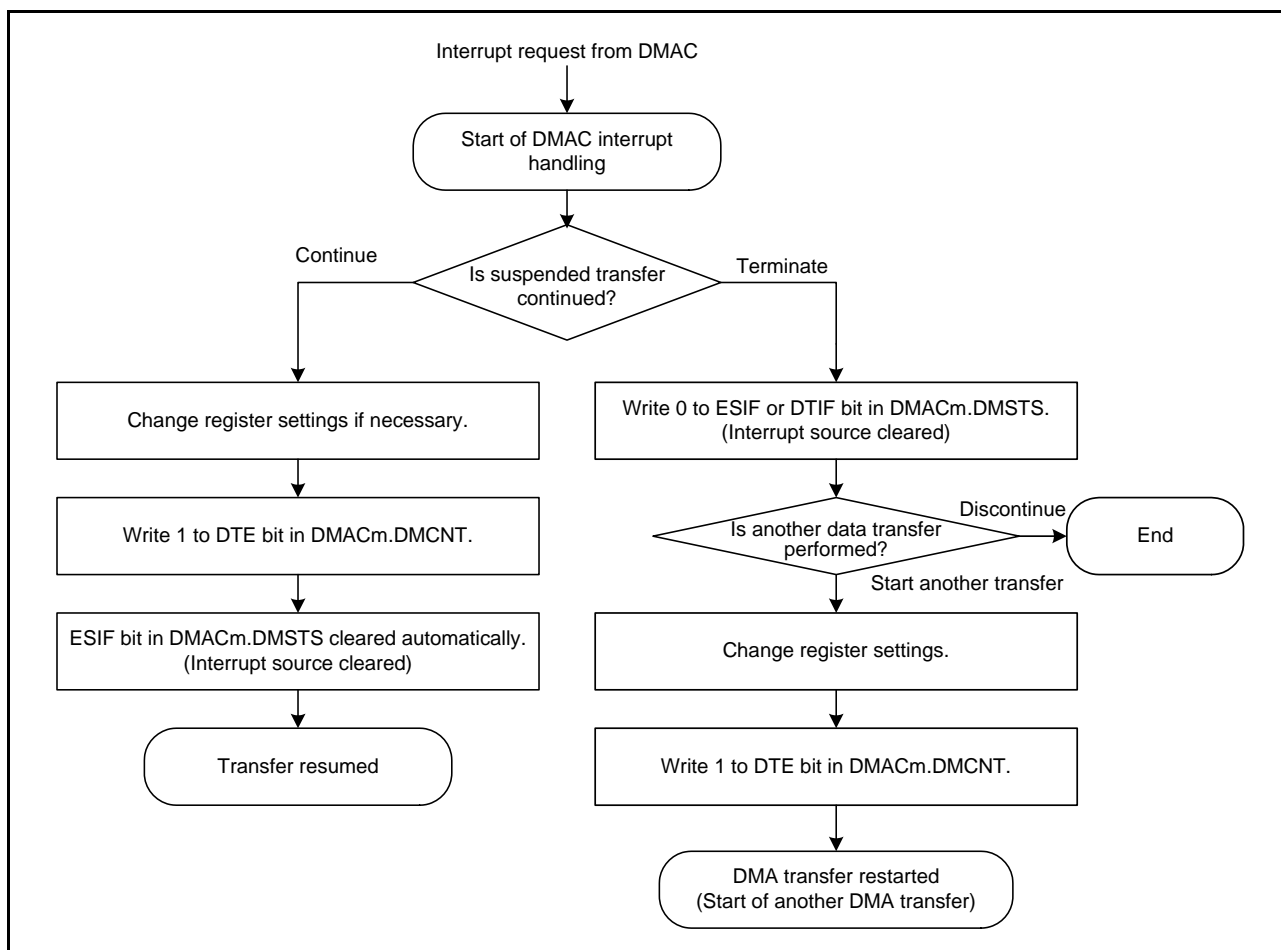 Interrupt request from DMAC
Start of DMAC interrupt
handling
Is suspended transfer
continued?
Continue
Terminate
Change register settings if necessary.
Write 1 to DTE bit in DMACm.DMCNT.
ESIF bit in DMACm.DMSTS cleared automatically.
(Interrupt source cleared)
Transfer resumed
Write 0 to ESIF or DTIF bit in DMACm.DMSTS.
(Interrupt source cleared)
Is another data transfer
performed?
Discontinue
End
Start another transfer
Change register settings.
Write 1 to DTE bit in DMACm.DMCNT.
DMA transfer restarted
(Start of another DMA transfer)